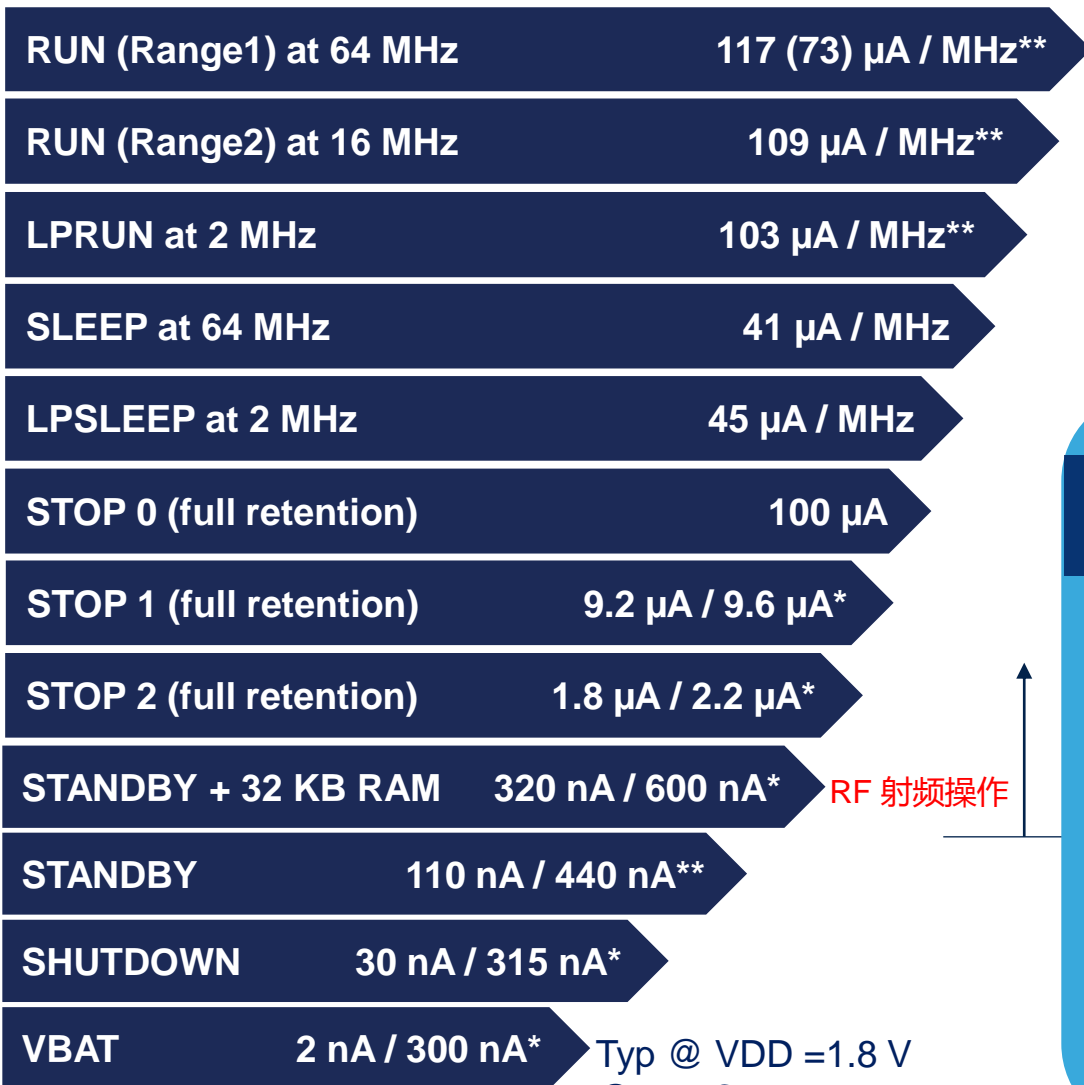 RUN (Range1) at 64 MHz 117 (73) µA / MHz**
RUN (Range2) at 16 MHz 109 µA / MHz**
LPRUN at 2 MHz 103 µA / MHz**
SLEEP at 64 MHz 41 µA / MHz
LPSLEEP at 2 MHz 45 µA / MHz
STOP 0 (full retention) 100 µA
STOP 1 (full retention) 9.2 µA / 9.6 µA*
STOP 2 (full retention) 1.8 µA / 2.2 µA*
STANDBY + 32 KB RAM 320 nA / 600 nA*
RF 射频操作
STANDBY 110 nA / 440 nA**
SHUTDOWN 30 nA / 315 nA*
VBAT 2 nA / 300 nA*
Typ @ VDD =1.8 V